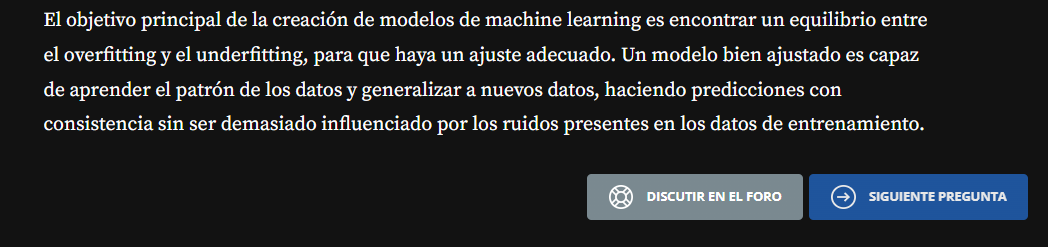 El objetivo principal de la creación de modelos de machine learning es encontrar un equilibrio entre
el overfitting y el underfitting, para que haya un ajuste adecuado. Un modelo bien ajustado es capaz
de aprender el patrón de los datos y generalizar a nuevos datos, haciendo predicciones con
consistencia sin ser demasiado influenciado por los ruidos presentes en los datos de entrenamiento.
DISCUTIR EN EL FORO
SIGUIENTE PREGUNTA